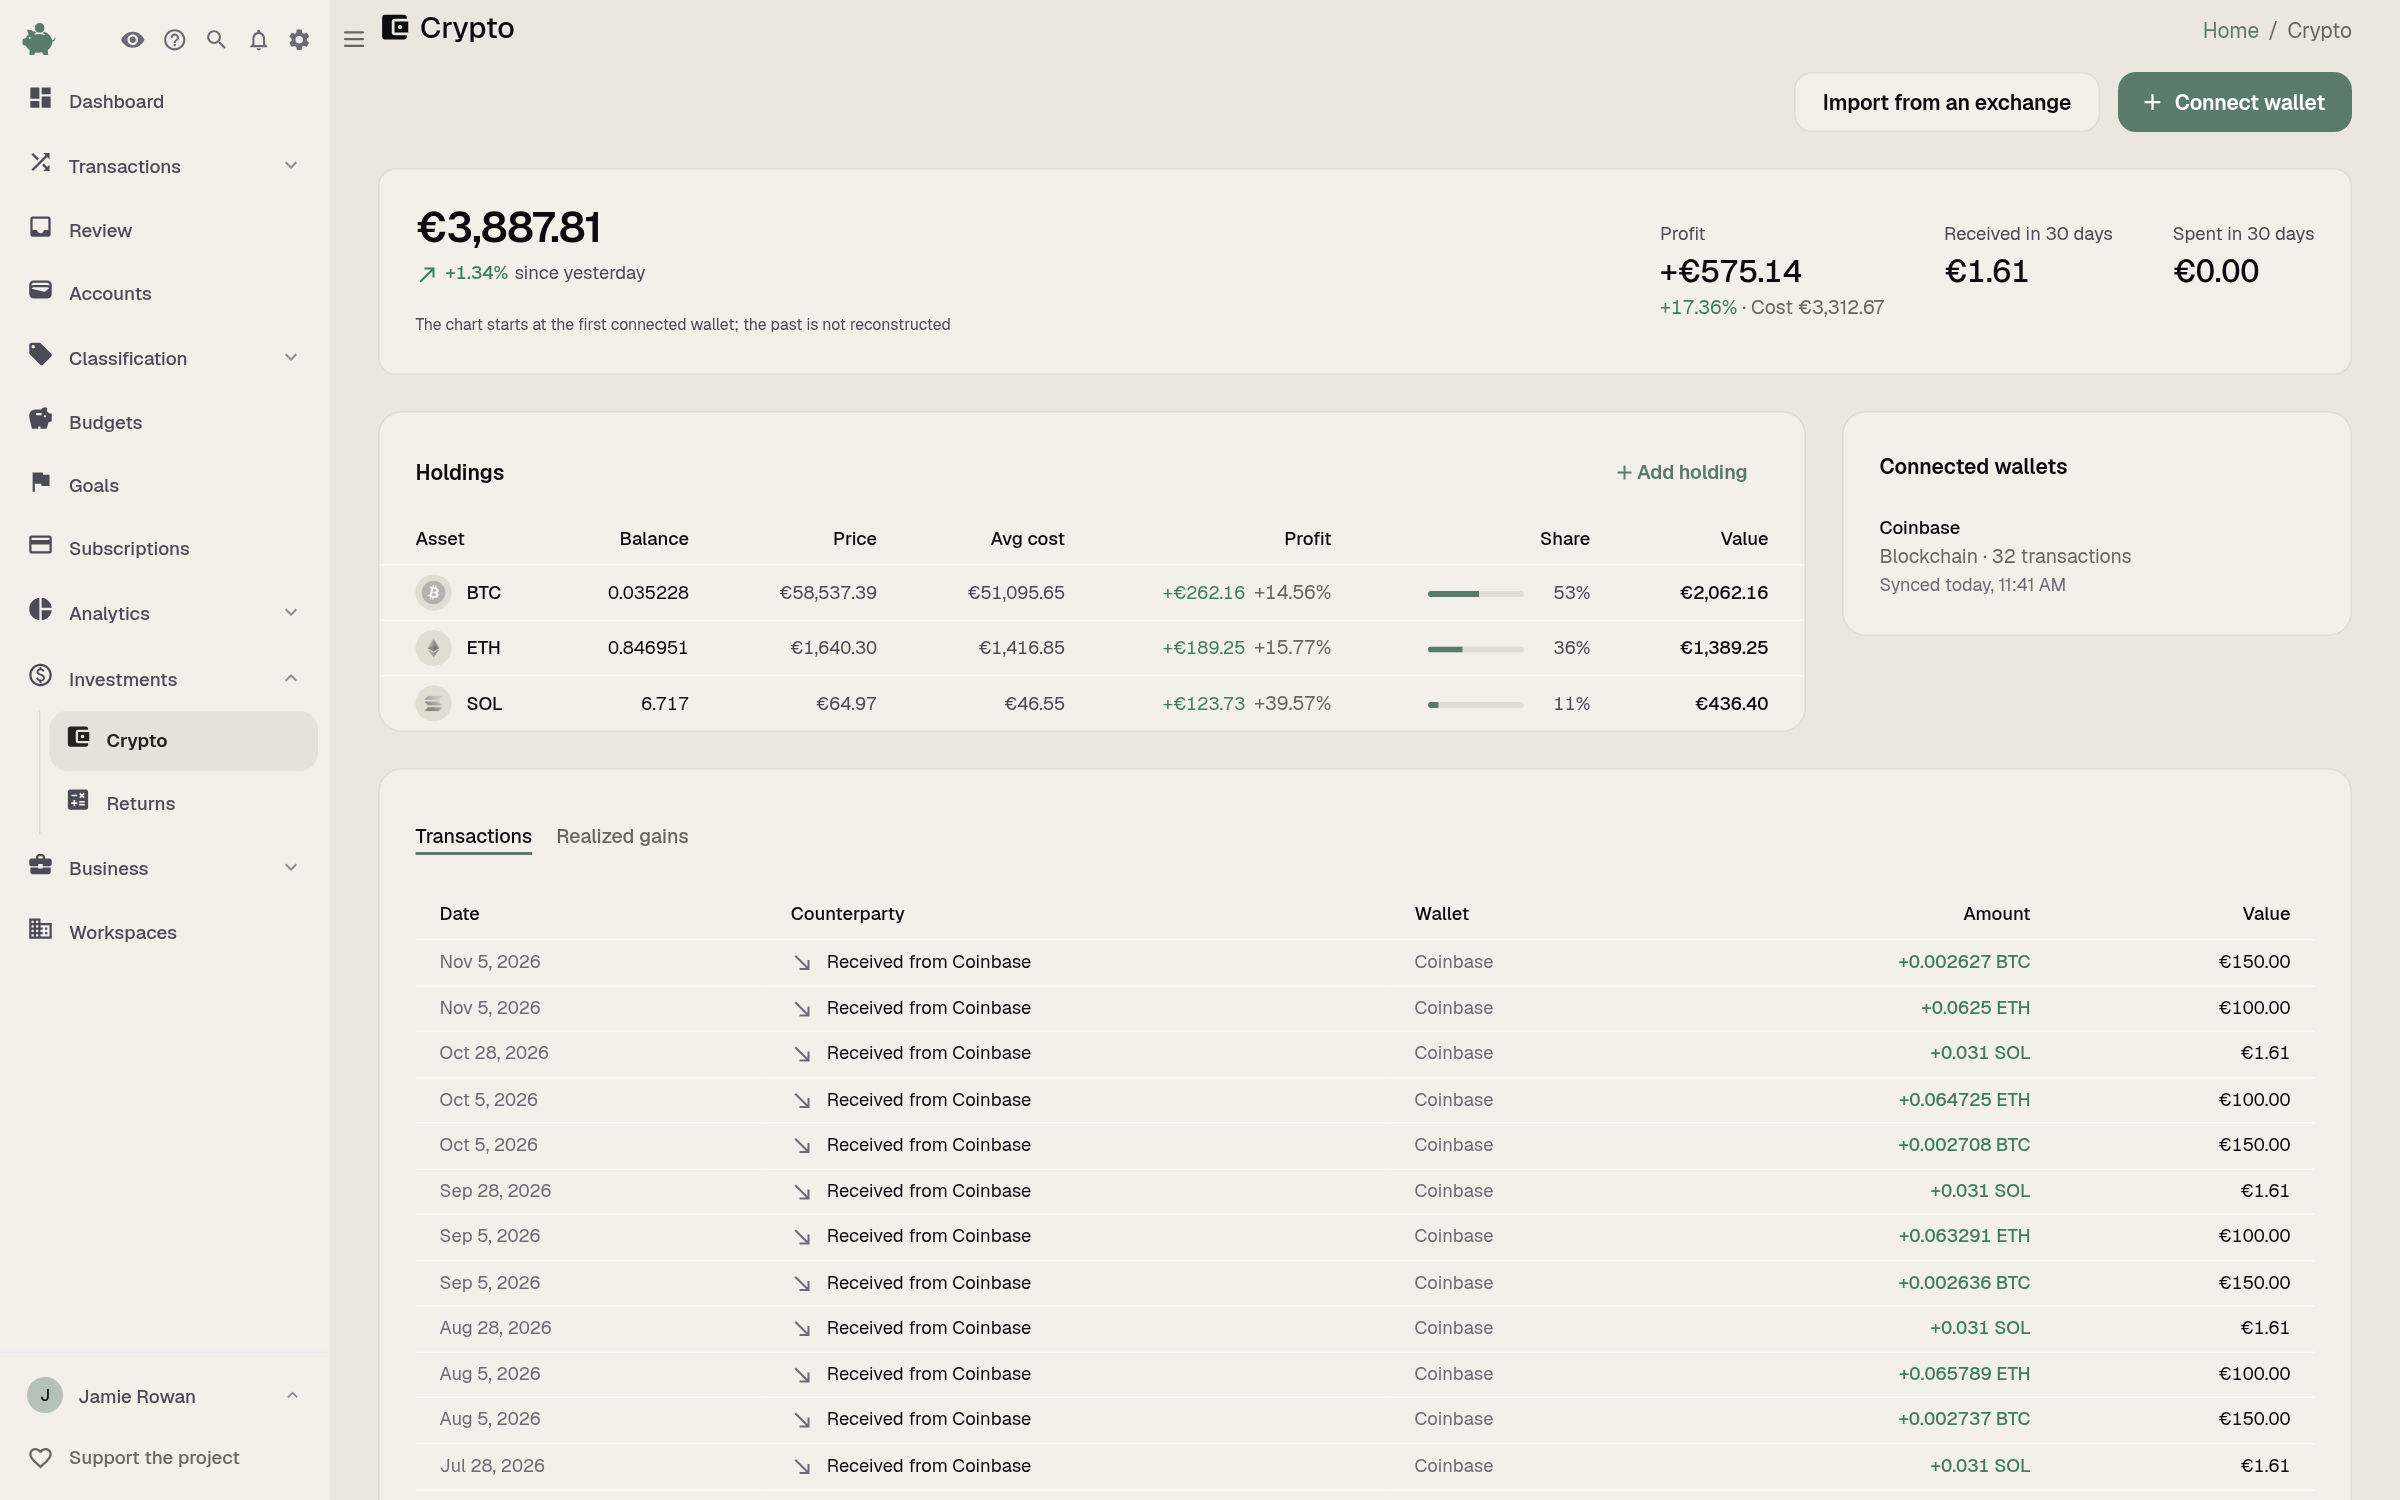 Crypto
Home / Crypto
Import from an exchange
+ Connect wallet
Dashboard
Transactions
Review
Accounts
Classification
Budgets
Goals
Subscriptions
Analytics
Investments
Crypto
Returns
Business
Workspaces
J Jamie Rowan
Support the project
€3,887.81
+1.34% since yesterday
The chart starts at the first connected wallet; the past is not reconstructed
Profit
+€575.14
+17.36% · Cost €3,312.67
Received in 30 days
€1.61
Spent in 30 days
€0.00
Holdings
+ Add holding
Asset Balance Price Avg cost Profit Share Value
BTC 0.035228 €58,537.39 €51,095.65 +€262.16 +14.56% 53% €2,062.16
ETH 0.846951 €1,640.30 €1,416.85 +€189.25 +15.77% 36% €1,389.25
SOL 6.717 €64.97 €46.55 +€123.73 +39.57% 11% €436.40
Connected wallets
Coinbase
Blockchain · 32 transactions
Synced today, 11:41 AM
Transactions Realized gains
Date Counterparty Wallet Amount Value
Nov 5, 2026 Received from Coinbase Coinbase +0.002627 BTC €150.00
Nov 5, 2026 Received from Coinbase Coinbase +0.0625 ETH €100.00
Oct 28, 2026 Received from Coinbase Coinbase +0.031 SOL €1.61
Oct 5, 2026 Received from Coinbase Coinbase +0.064725 ETH €100.00
Oct 5, 2026 Received from Coinbase Coinbase +0.002708 BTC €150.00
Sep 28, 2026 Received from Coinbase Coinbase +0.031 SOL €1.61
Sep 5, 2026 Received from Coinbase Coinbase +0.063291 ETH €100.00
Sep 5, 2026 Received from Coinbase Coinbase +0.002636 BTC €150.00
Aug 28, 2026 Received from Coinbase Coinbase +0.031 SOL €1.61
Aug 5, 2026 Received from Coinbase Coinbase +0.065789 ETH €100.00
Aug 5, 2026 Received from Coinbase Coinbase +0.002737 BTC €150.00
Jul 28, 2026 Received from Coinbase Coinbase +0.031 SOL €1.61